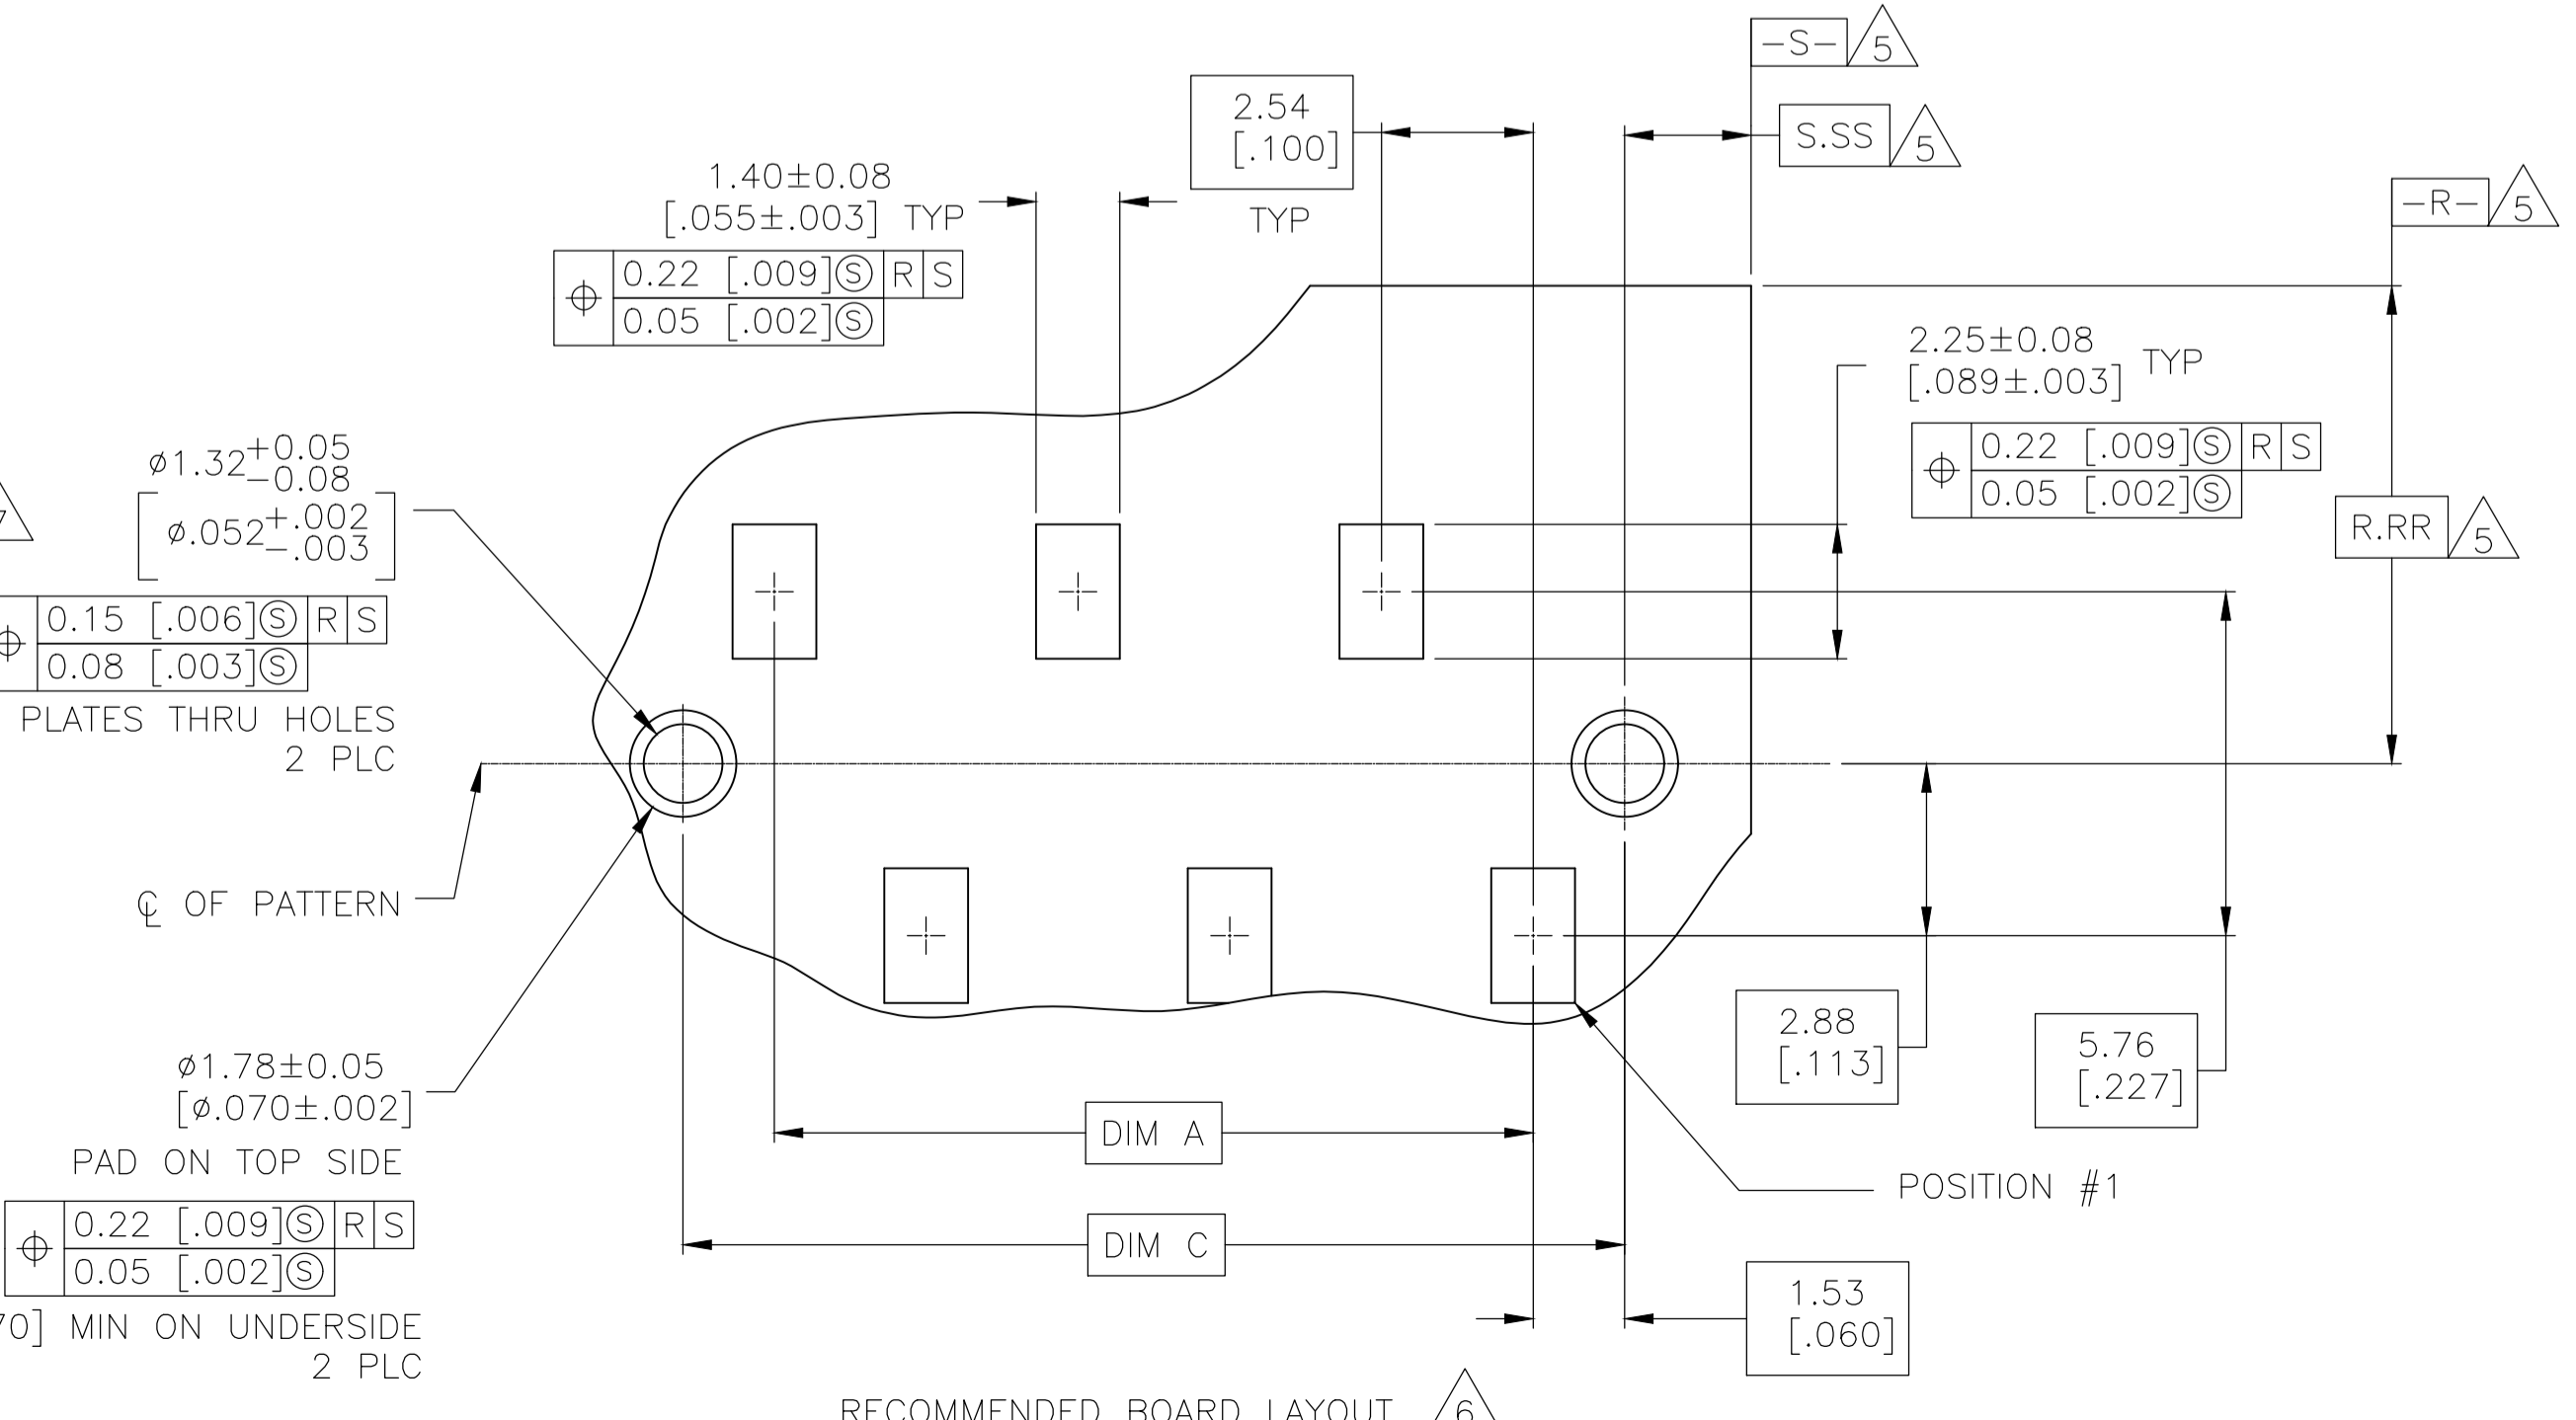 -S- 5
2.54
[.100]
TYP
S.SS 5
1.40±0.08
[.055±.003] TYP
0.22 [.009]Ⓢ R S
0.05 [.002]Ⓢ
-R- 5
2.25±0.08
[.089±.003] TYP
0.22 [.009]Ⓢ R S
0.05 [.002]Ⓢ
R.RR 5
⌀1.32+0.05
-0.08
[⌀.052+.002
-.003]
⌖ 0.15 [.006]Ⓢ R S
0.08 [.003]Ⓢ
PLATES THRU HOLES
2 PLC
℄ OF PATTERN
⌀1.78±0.05
[⌀.070±.002]
PAD ON TOP SIDE
⌖ 0.22 [.009]Ⓢ R S
0.05 [.002]Ⓢ
70] MIN ON UNDERSIDE
2 PLC
2.88
[.113]
5.76
[.227]
DIM A
POSITION #1
DIM C
1.53
[.060]
RECOMMENDED BOARD LAYOUT 6